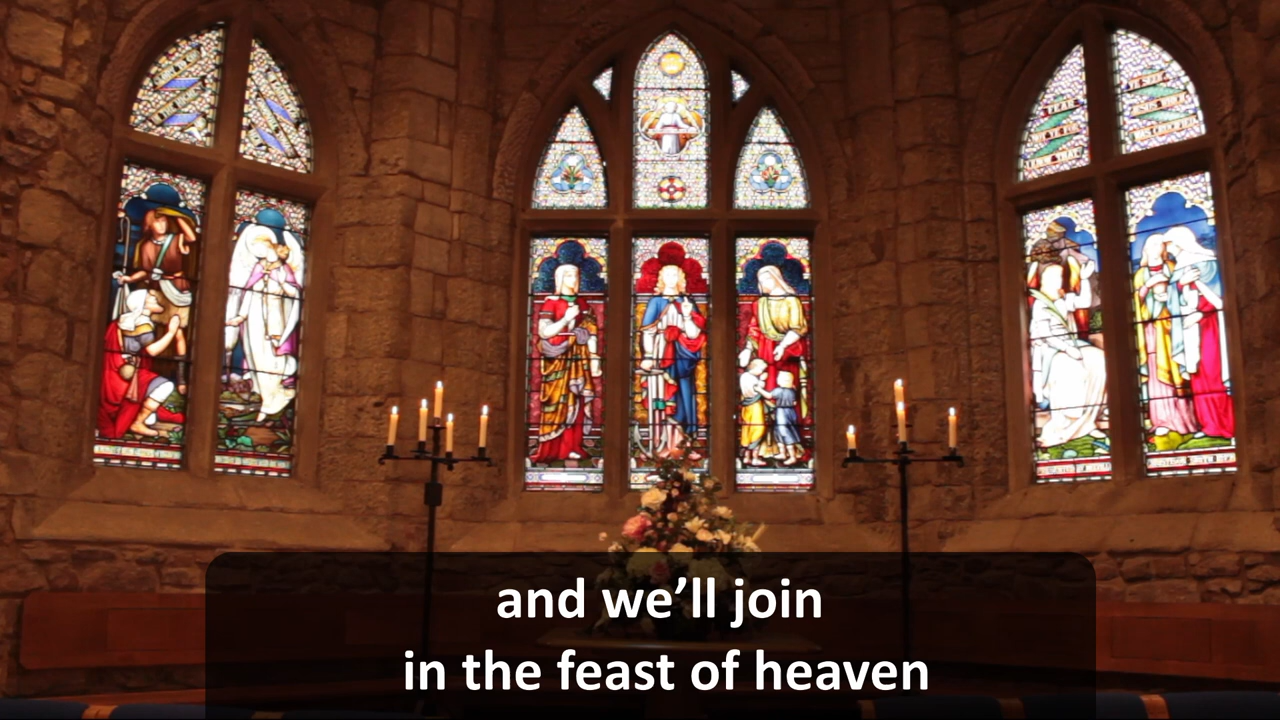 and we’ll join
in the feast of heaven